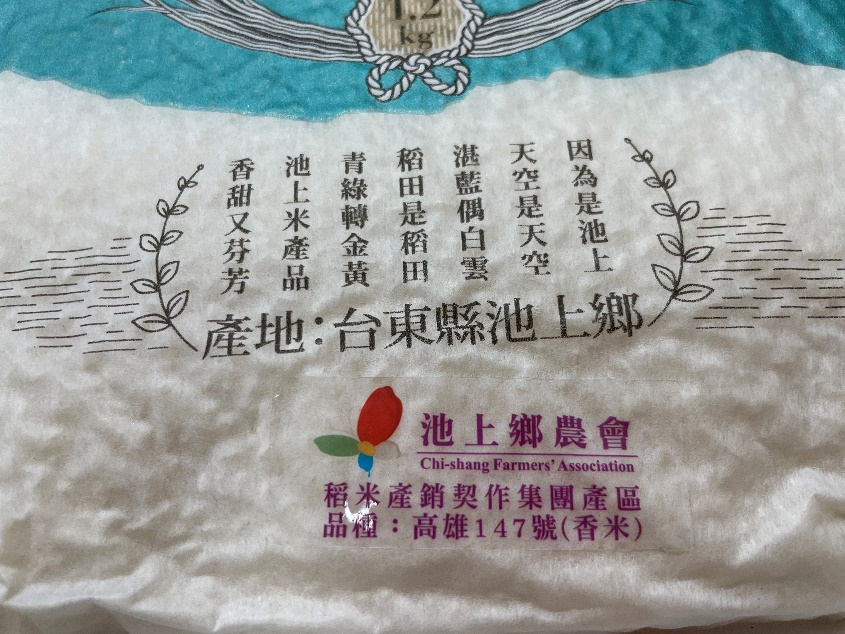 1.2
kg
因為是池上
天空是天空
湛藍偶白雲
稻田是稻田
青綠轉金黃
池上米產品
香甜又芬芳
產地：台東縣池上鄉
池上鄉農會
Chi-shang Farmers' Association
稻米產銷契作集團產區
品種：高雄147號(香米)